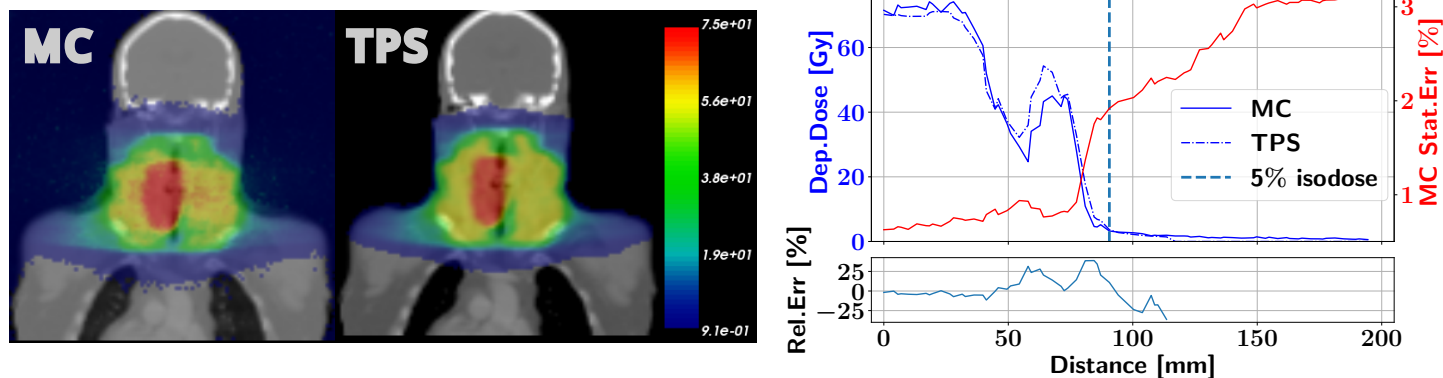 MC
TPS
7.5e+01
5.6e+01
3.8e+01
1.9e+01
9.1e-01
Dep.Dose [Gy]
60
40
20
0
MC
TPS
5% isodose
3
2
1
MC Stat.Err [%]
Rel.Err [%]
25
0
−25
0
50
100
150
200
Distance [mm]